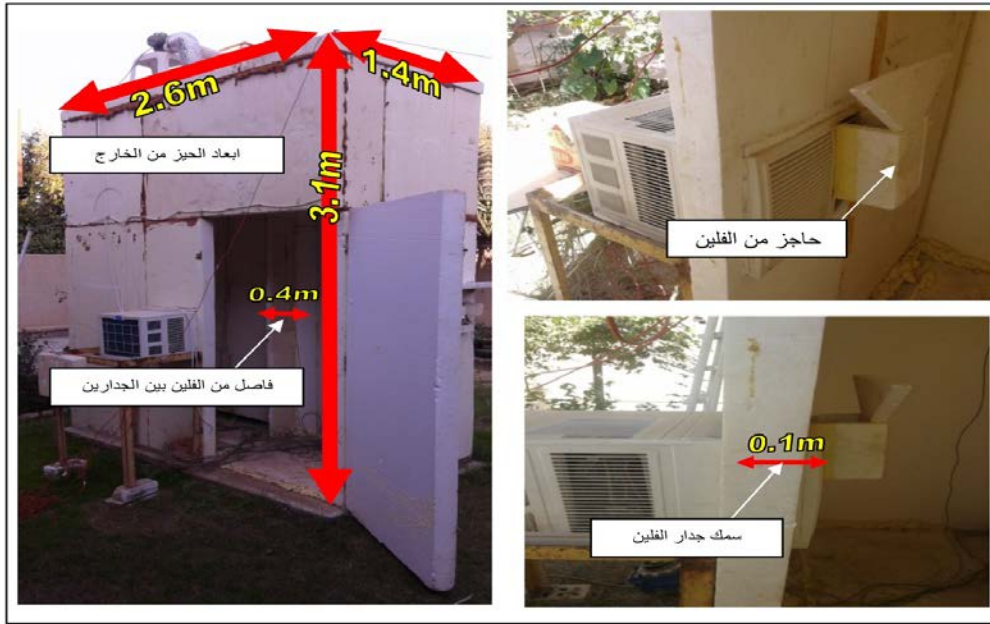 2.6m
1.4m
ابعاد الحيز من الخارج
3.1m
0.4m
فاصل من الفلين بين الجدارين
حاجز من الفلين
0.1m
سمك جدار الفلين